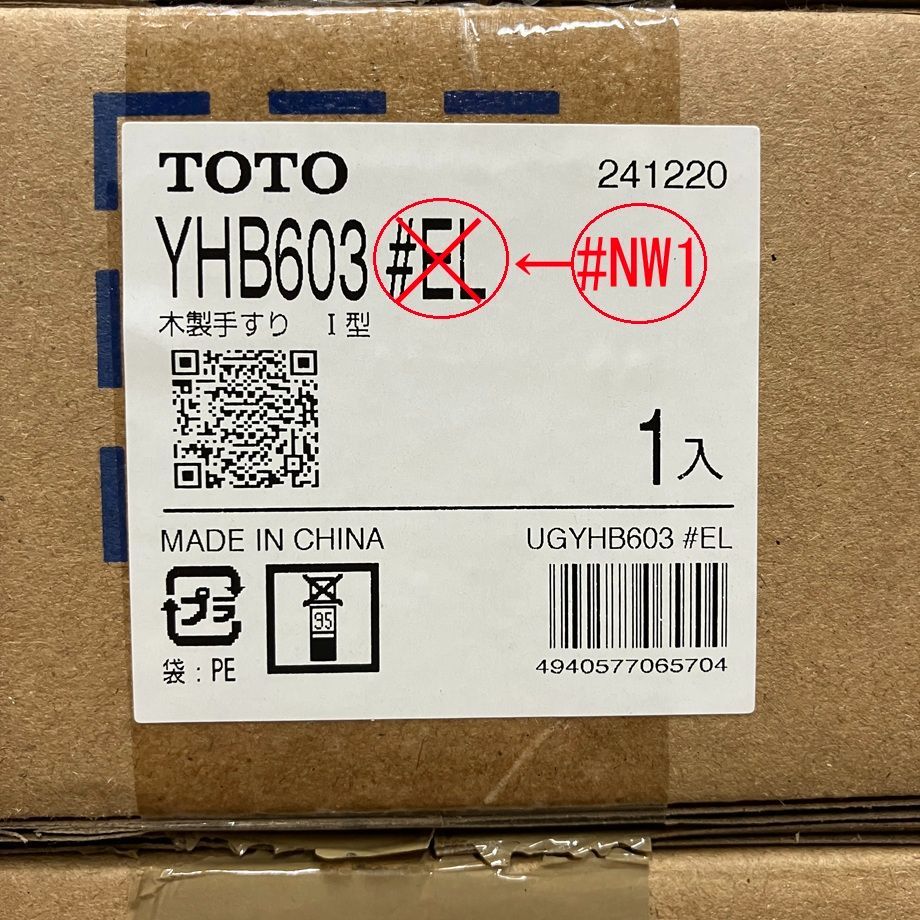 TOTO 241220
YHB603 #EL ←#NW1
木製手すり I型
1入
MADE IN CHINA UGYHB603 #EL
プラ 95
袋:PE 4940577065704